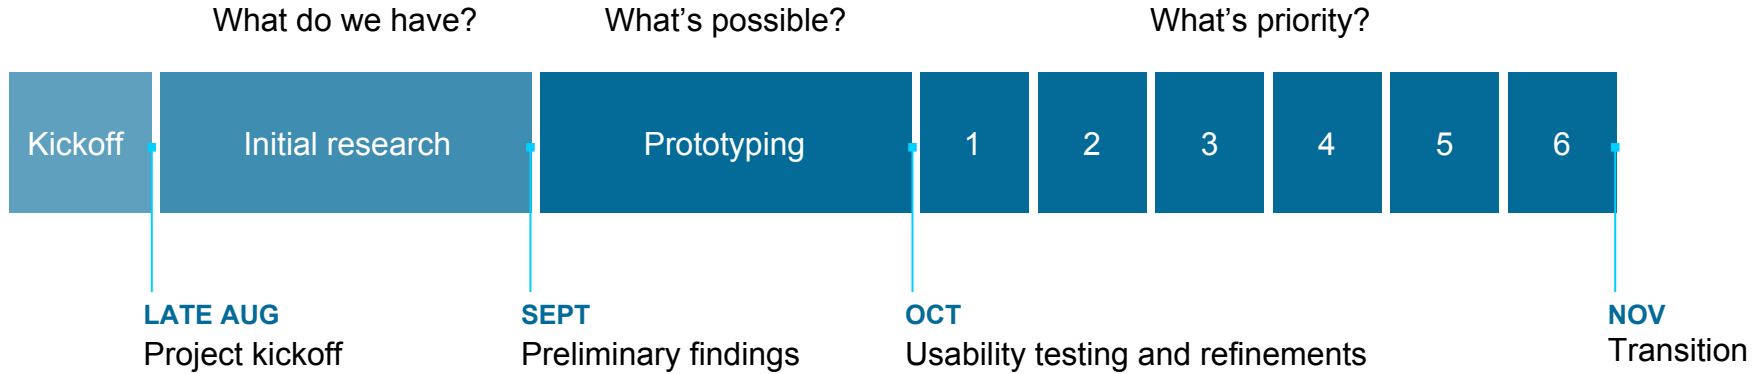 What do we have?
What’s possible?
What’s priority?
Kickoff
Initial research
Prototyping
1
2
3
4
5
6
LATE AUG
Project kickoff
SEPT
Preliminary findings
OCT
Usability testing and refinements
NOV
Transition